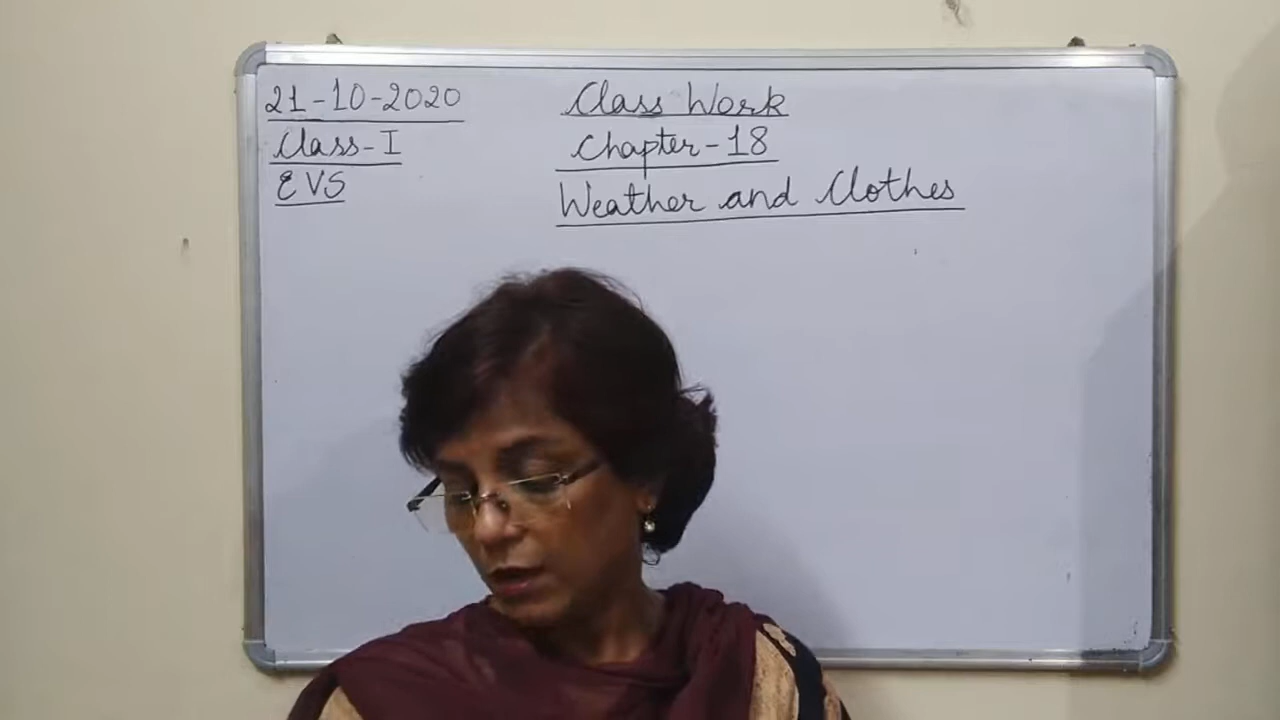 21-10-2020
Class-I
EVS
Class Work
Chapter-18
Weather and Clothes